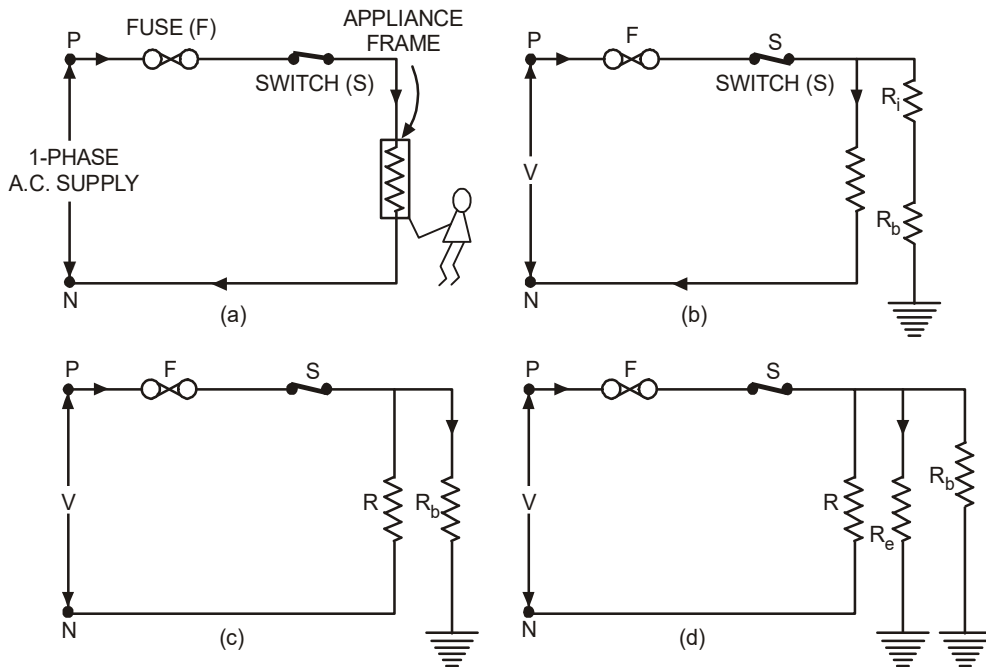 FUSE (F)
APPLIANCE
FRAME
P
SWITCH (S)
1-PHASE
A.C. SUPPLY
N
(a)
P
F
S
SWITCH (S)
Ri
V
Rb
N
(b)
P
F
S
V
R
Rb
N
(c)
P
F
S
V
R
Re
Rb
N
(d)